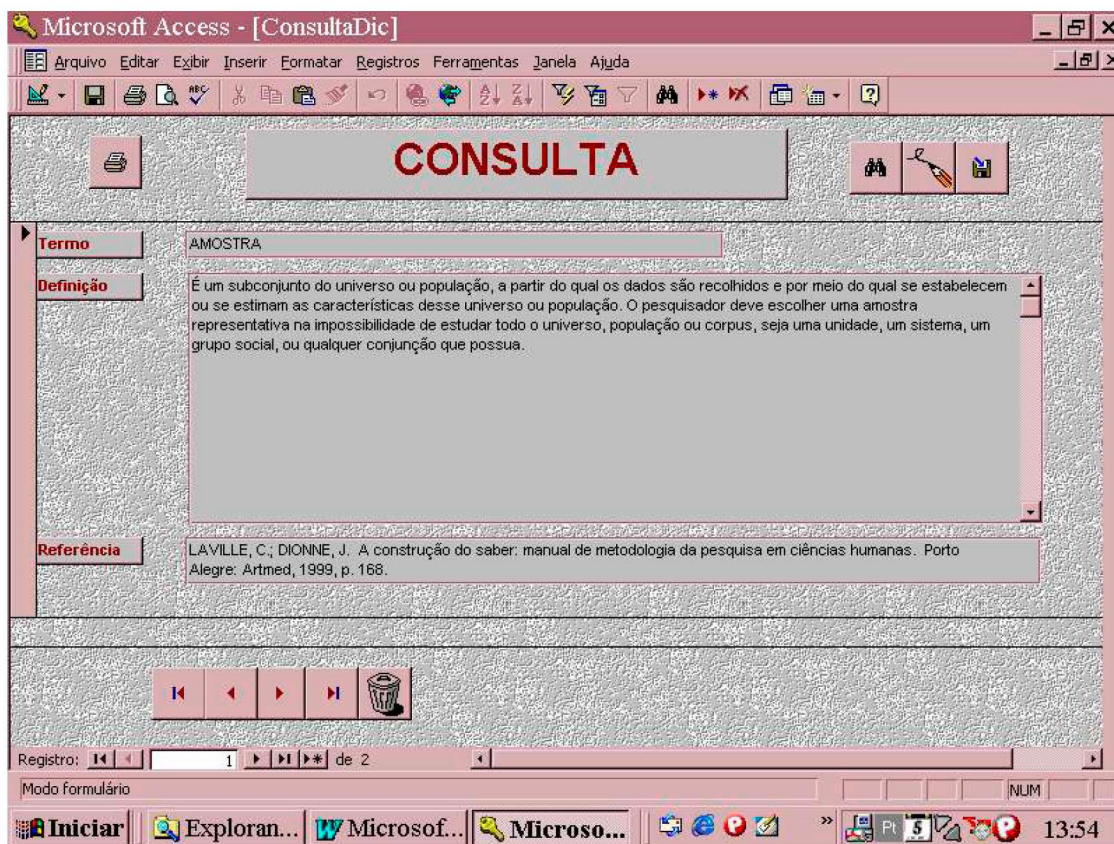 Microsoft Access - [ConsultaDic]
Arquivo Editar Exibir Inserir Formatar Registros Ferramentas Janela Ajuda
CONSULTA
Termo
AMOSTRA
Definição
É um subconjunto do universo ou população, a partir do qual os dados são recolhidos e por meio do qual se estabelecem
ou se estimam as características desse universo ou população. O pesquisador deve escolher uma amostra
representativa na impossibilidade de estudar todo o universo, população ou corpus, seja uma unidade, um sistema, um
grupo social, ou qualquer conjunção que possua.
Referência
LAVILLE, C.; DIONNE, J. A construção do saber: manual de metodologia da pesquisa em ciências humanas. Porto
Alegre: Artmed, 1999, p. 168.
Registro: 1 de 2
Modo formulário NUM
Iniciar Exploran... Microsof... Microso... » Pt 5 13:54